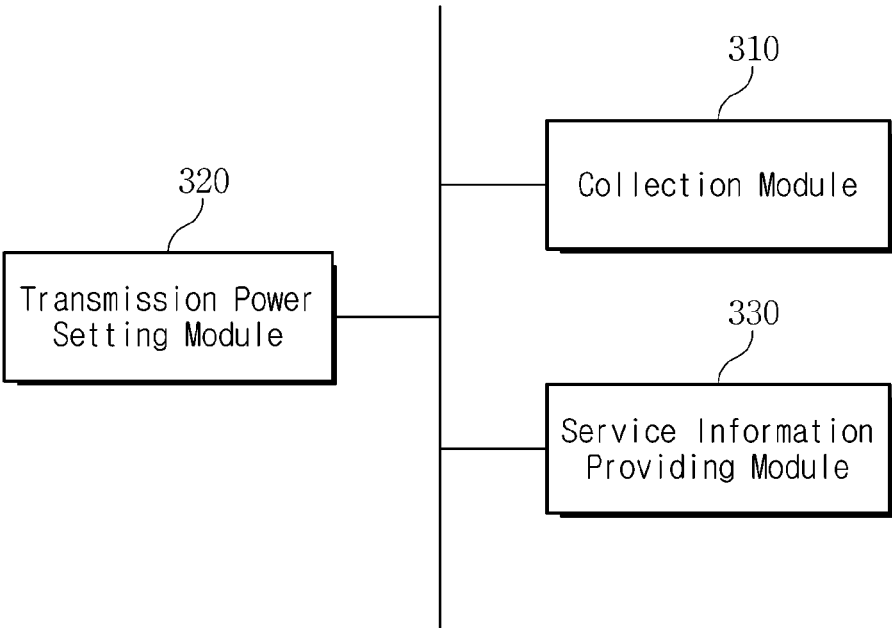 310
Collection Module
320
Transmission Power
Setting Module
330
Service Information
Providing Module